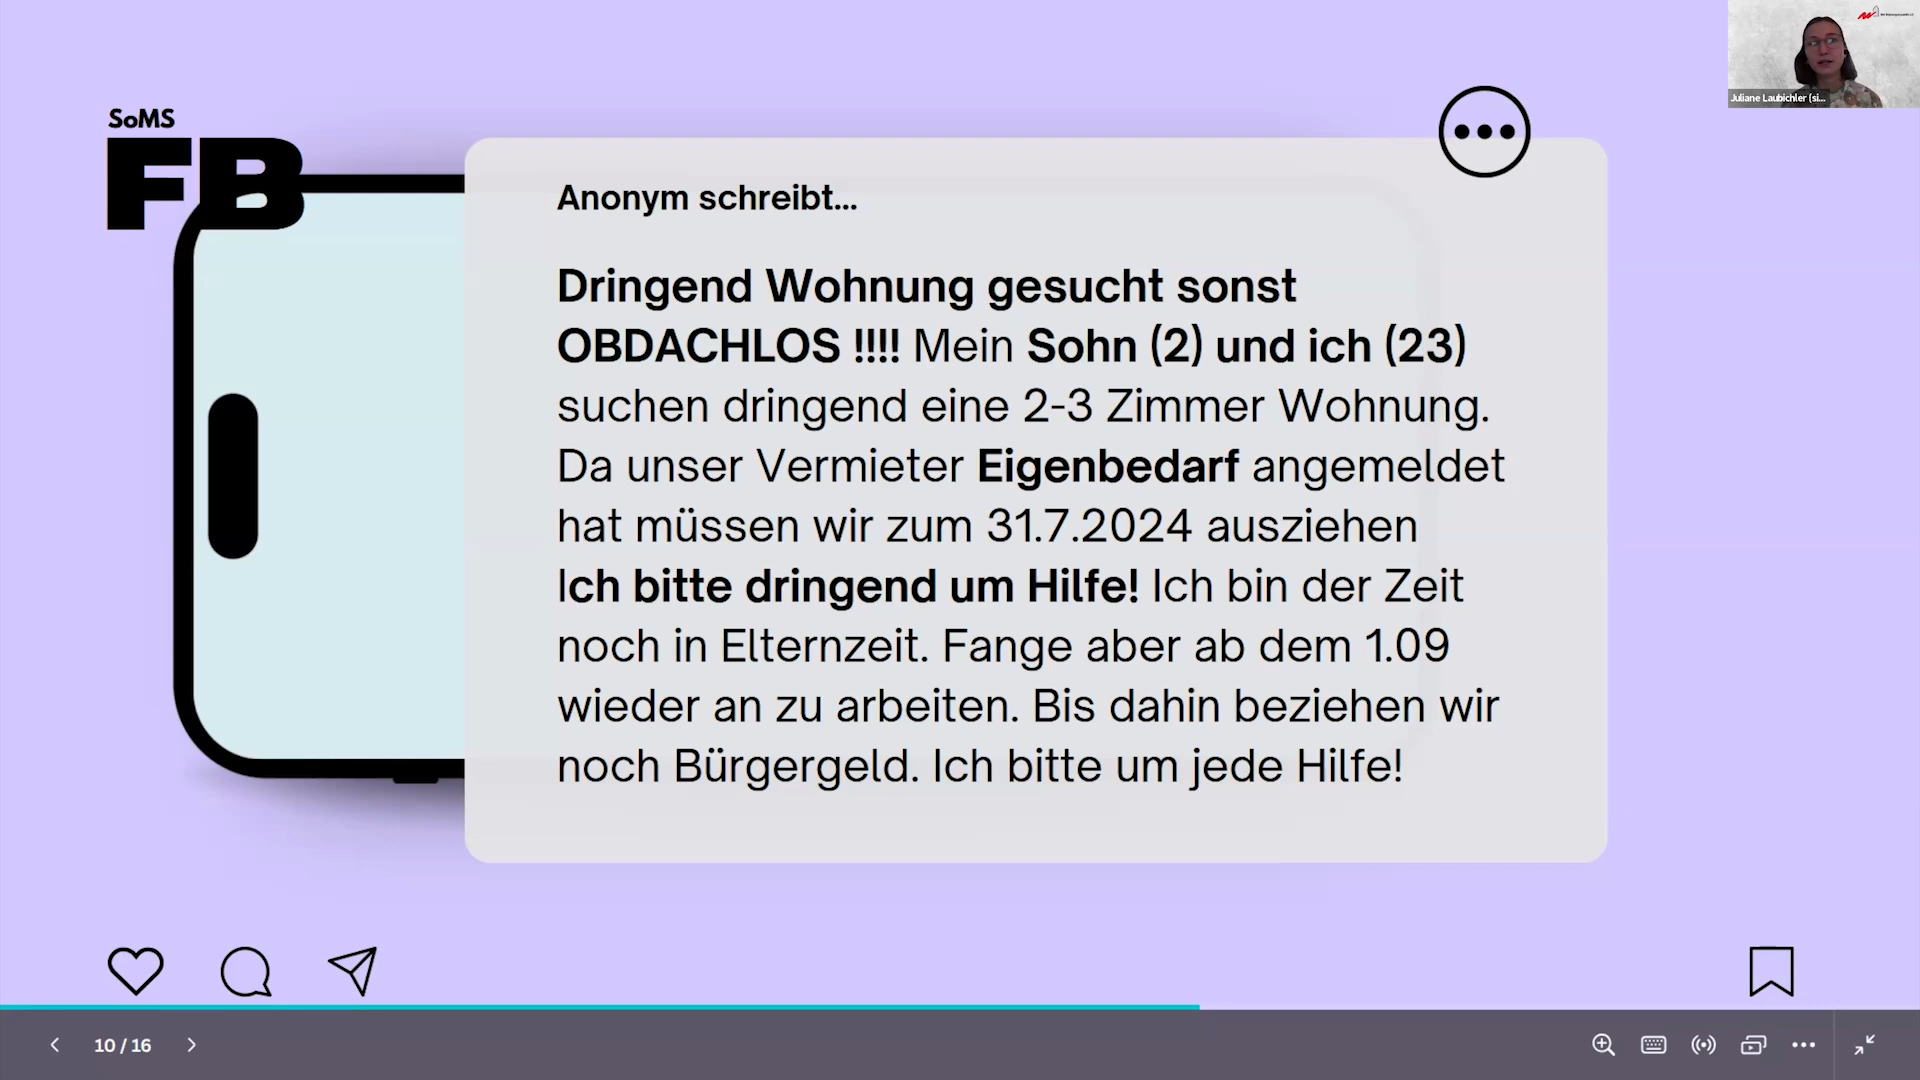 Juliane Laubichler (si...
SoMS
FB
Anonym schreibt...
Dringend Wohnung gesucht sonst
OBDACHLOS !!!! Mein Sohn (2) und ich (23)
suchen dringend eine 2-3 Zimmer Wohnung.
Da unser Vermieter Eigenbedarf angemeldet
hat müssen wir zum 31.7.2024 ausziehen
Ich bitte dringend um Hilfe! Ich bin der Zeit
noch in Elternzeit. Fange aber ab dem 1.09
wieder an zu arbeiten. Bis dahin beziehen wir
noch Bürgergeld. Ich bitte um jede Hilfe!
10 / 16